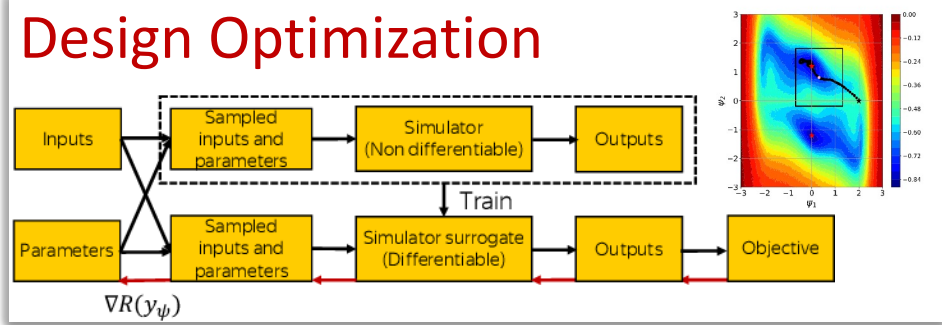 Design Optimization
Inputs
Sampled
inputs and
parameters
Simulator
(Non differentiable)
Outputs
Train
Parameters
Sampled
inputs and
parameters
Simulator surrogate
(Differentiable)
Outputs
Objective
∇R(y_ψ)
3
2
1
0
−1
−2
−3
ψ₂
−3 −2 −1 0 1 2 3
ψ₁
0.00
−0.12
−0.24
−0.36
−0.48
−0.60
−0.72
−0.84